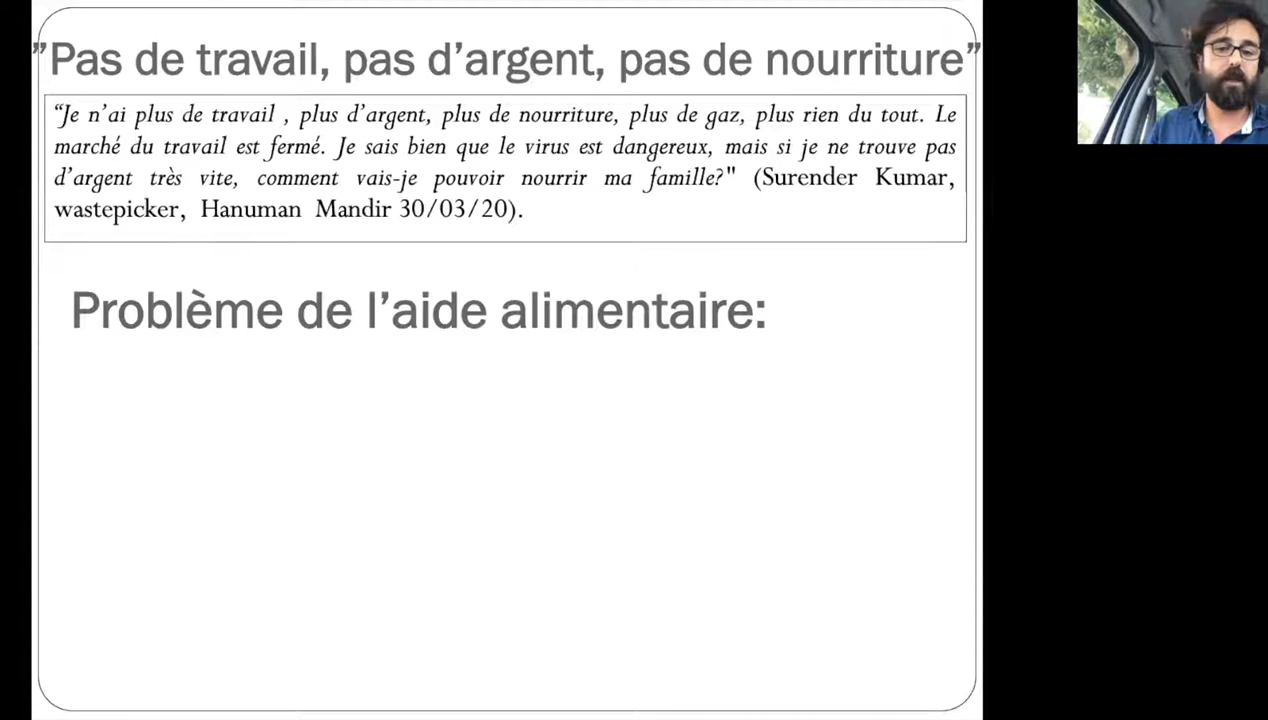 ”Pas de travail, pas d’argent, pas de nourriture”
“Je n’ai plus de travail , plus d’argent, plus de nourriture, plus de gaz, plus rien du tout. Le
marché du travail est fermé. Je sais bien que le virus est dangereux, mais si je ne trouve pas
d’argent très vite, comment vais-je pouvoir nourrir ma famille?" (Surender Kumar,
wastepicker, Hanuman Mandir 30/03/20).
Problème de l’aide alimentaire: